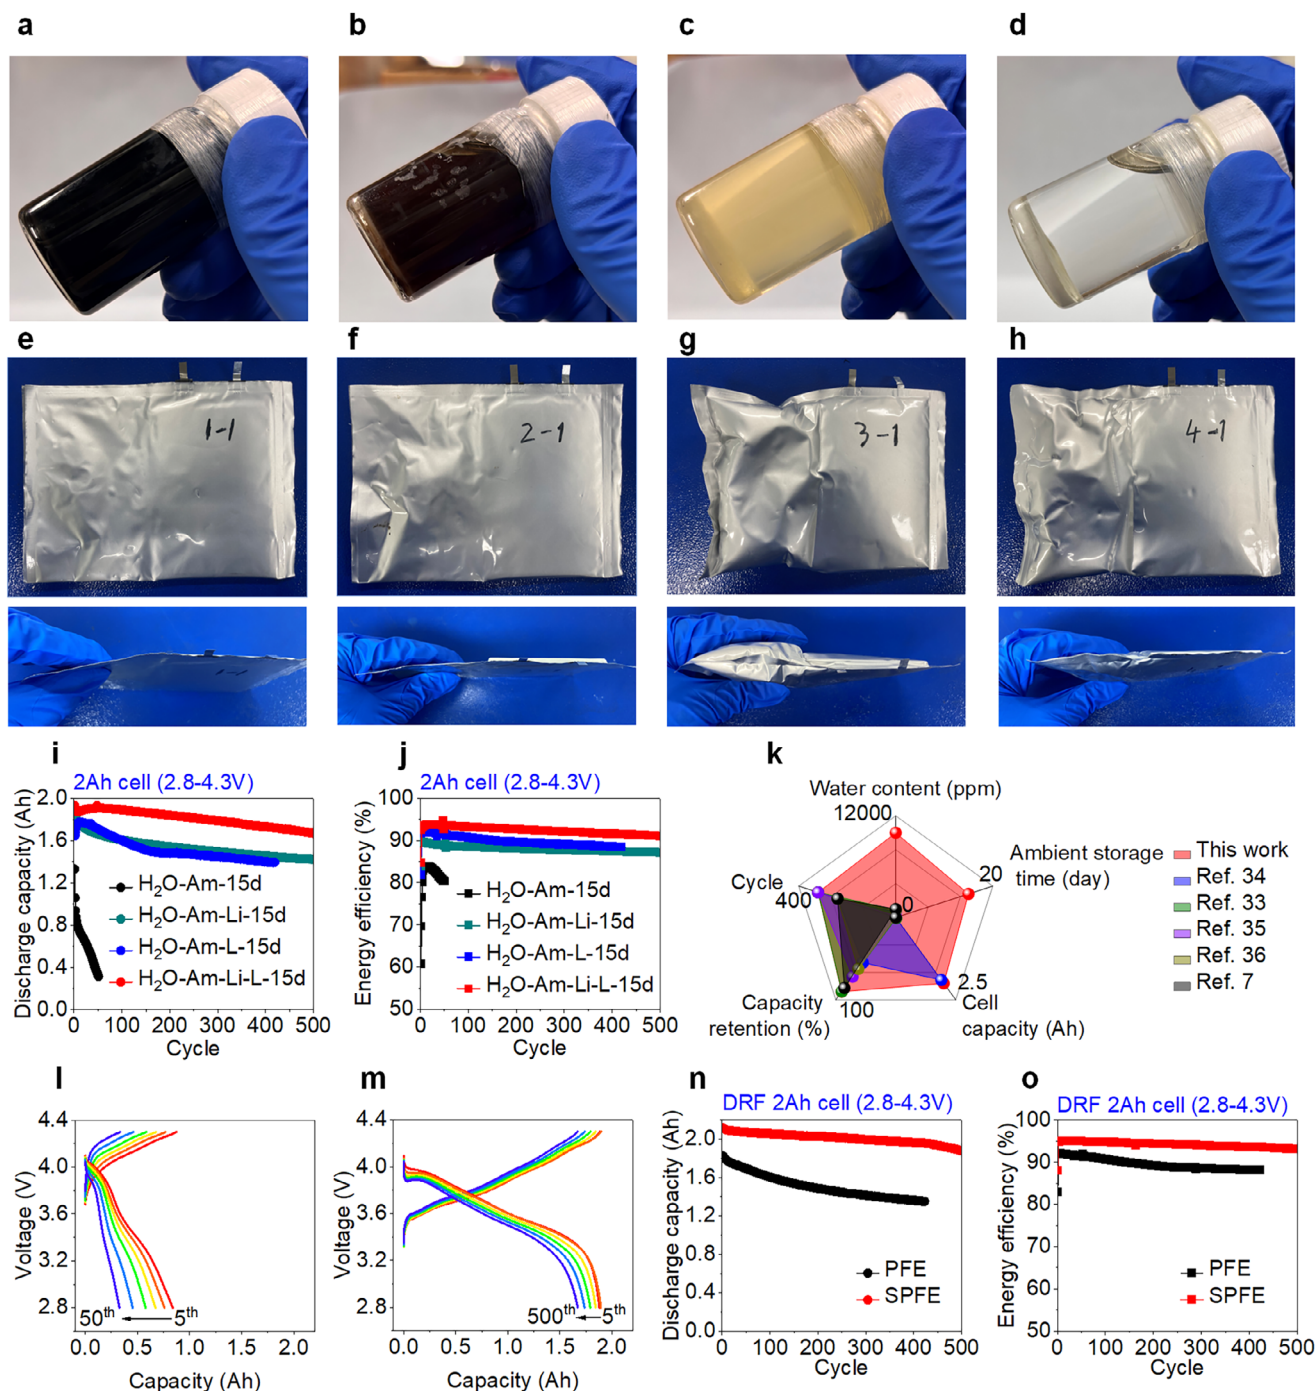 a
b
c
d
e
f
g
h
1-1
2-1
3-1
4-1
1-1
i
2Ah cell (2.8-4.3V)
Discharge capacity (Ah)
2.0
1.6
1.2
0.8
0.4
0.0
0
100
200
300
400
500
Cycle
H₂O-Am-15d
H₂O-Am-Li-15d
H₂O-Am-L-15d
H₂O-Am-Li-L-15d
j
2Ah cell (2.8-4.3V)
Energy efficiency (%)
100
90
80
70
60
50
0
100
200
300
400
500
Cycle
H₂O-Am-15d
H₂O-Am-Li-15d
H₂O-Am-L-15d
H₂O-Am-Li-L-15d
k
Water content (ppm)
12000
Ambient storage
time (day)
20
Cycle
400
0
2.5
Cell
capacity (Ah)
Capacity
retention (%)
100
This work
Ref. 34
Ref. 33
Ref. 35
Ref. 36
Ref. 7
l
Voltage (V)
4.4
4.0
3.6
3.2
2.8
50th
5th
0.0
0.5
1.0
1.5
2.0
Capacity (Ah)
m
Voltage (V)
4.4
4.0
3.6
3.2
2.8
500th
5th
0.0
0.5
1.0
1.5
2.0
Capacity (Ah)
n
DRF 2Ah cell (2.8-4.3V)
Discharge capacity (Ah)
2.0
1.6
1.2
0.8
0.4
0.0
0
100
200
300
400
500
Cycle
PFE
SPFE
o
DRF 2Ah cell (2.8-4.3V)
Energy efficiency (%)
100
90
80
70
60
50
0
100
200
300
400
500
Cycle
PFE
SPFE